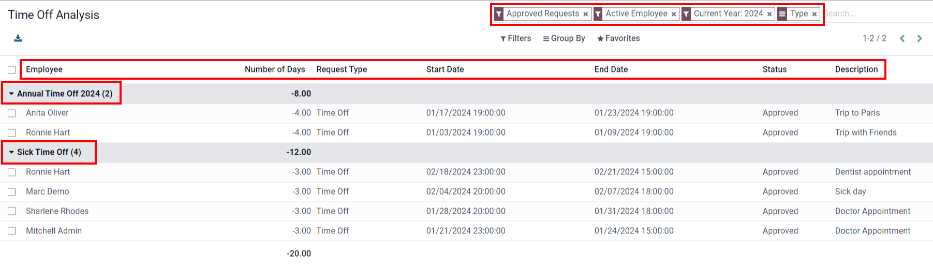 Time Off Analysis
Approved Requests × Active Employee × Current Year: 2024 × Type × Search...
Filters Group By Favorites 1-2 / 2
Employee Number of Days Request Type Start Date End Date Status Description
Annual Time Off 2024 (2) -8.00
Anita Oliver -4.00 Time Off 01/17/2024 19:00:00 01/23/2024 19:00:00 Approved Trip to Paris
Ronnie Hart -4.00 Time Off 01/03/2024 19:00:00 01/09/2024 19:00:00 Approved Trip with Friends
Sick Time Off (4) -12.00
Ronnie Hart -3.00 Time Off 02/18/2024 23:00:00 02/21/2024 15:00:00 Approved Dentist appointment
Marc Demo -3.00 Time Off 02/04/2024 20:00:00 02/07/2024 18:00:00 Approved Sick day
Sharlene Rhodes -3.00 Time Off 01/28/2024 20:00:00 01/31/2024 18:00:00 Approved Doctor Appointment
Mitchell Admin -3.00 Time Off 01/21/2024 23:00:00 01/24/2024 15:00:00 Approved Doctor Appointment
-20.00